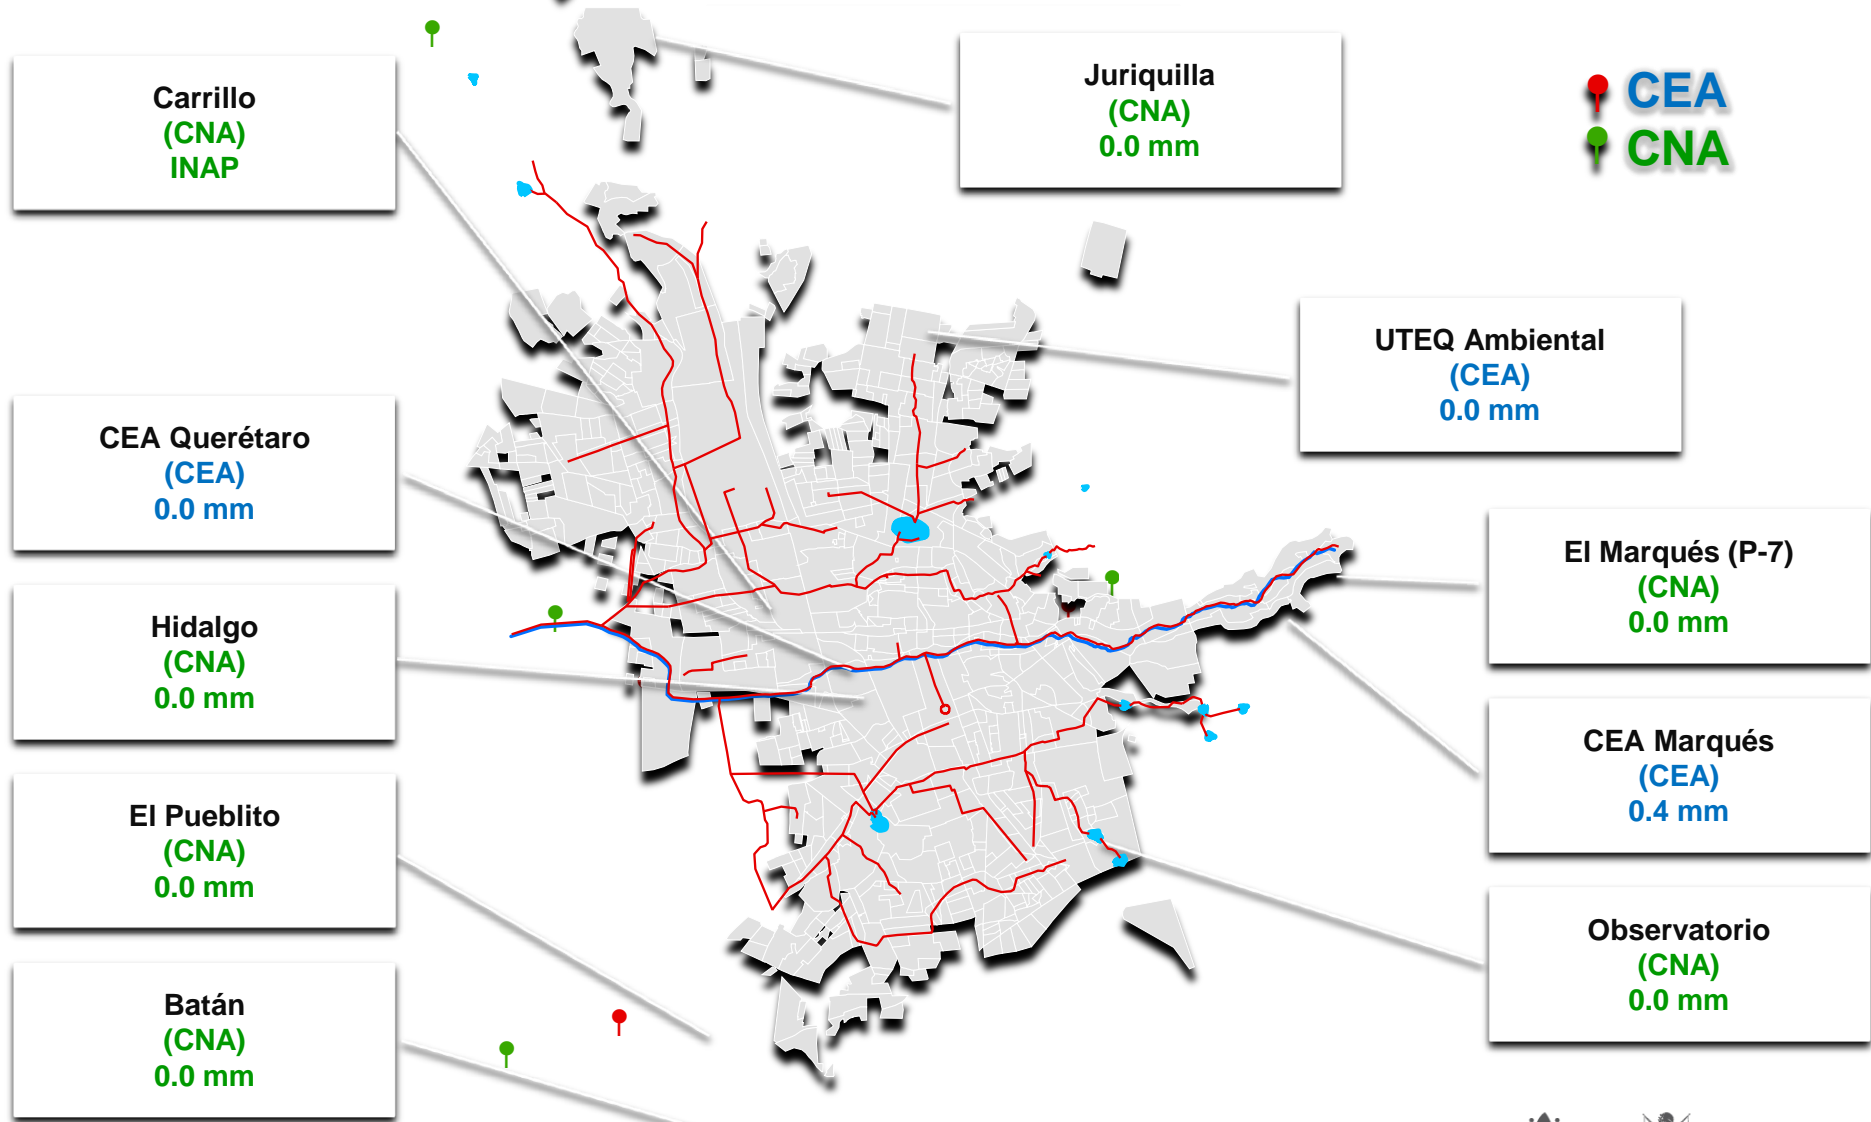 Carrillo
(CNA)
INAP
Juriquilla
(CNA)
0.0 mm
CEA
CNA
UTEQ Ambiental
(CEA)
0.0 mm
CEA Querétaro
(CEA)
0.0 mm
El Marqués (P-7)
(CNA)
0.0 mm
Hidalgo
(CNA)
0.0 mm
CEA Marqués
(CEA)
0.4 mm
El Pueblito
(CNA)
0.0 mm
Observatorio
(CNA)
0.0 mm
Batán
(CNA)
0.0 mm